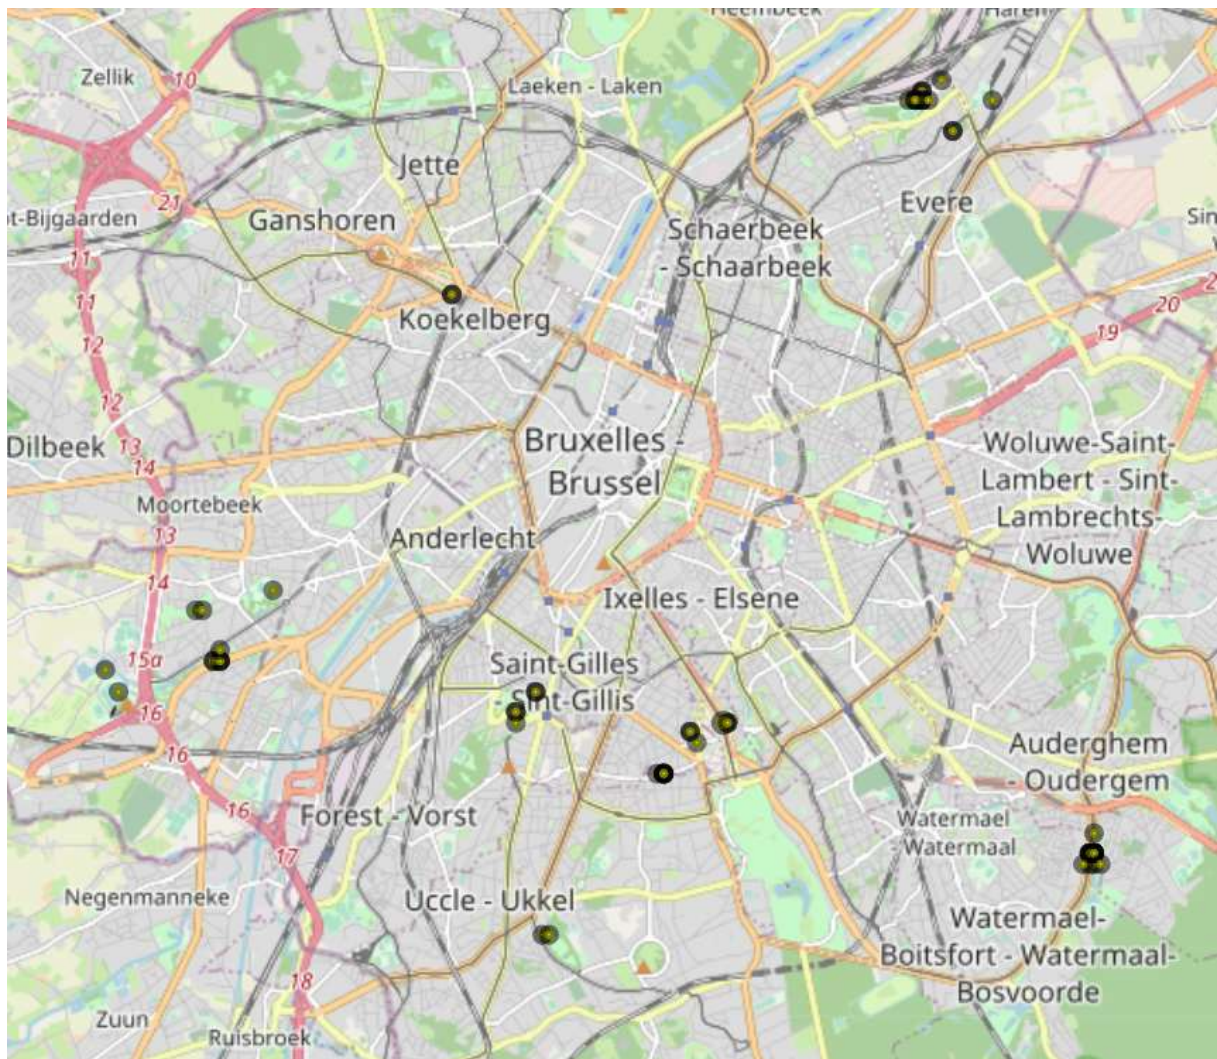 Heembeek
Haren
Zellik
10
Laeken - Laken
Jette
21
Ganshoren
Evere
ot-Bijgaarden
Schaerbeek
- Schaarbeek
Sin
11
11
20
19
Koekelberg
12
12
Dilbeek
13
14
Bruxelles -
Brussel
Woluwe-Saint-
Lambert - Sint-
Lambrechts-
Woluwe
Moortebeek
13
Anderlecht
14
Ixelles - Elsene
15a
Saint-Gilles
- Sint-Gillis
16
16
Auderghem
- Oudergem
16
Forest - Vorst
Watermael
- Watermaal
17
Negenmanneke
Uccle - Ukkel
Watermael-
Boitsfort - Watermaal-
Bosvoorde
18
Zuun
Ruisbroek